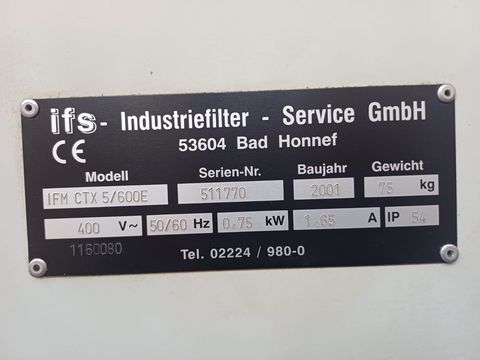 ifs - Industriefilter - Service GmbH
53604 Bad Honnef
CE
Modell Serien-Nr. Baujahr Gewicht
IFM CTX 5/600E 511770 2001 75 kg
400 V~ 50/60 Hz 0,75 kW 1,65 A IP 54
1160080 Tel. 02224 / 980-0